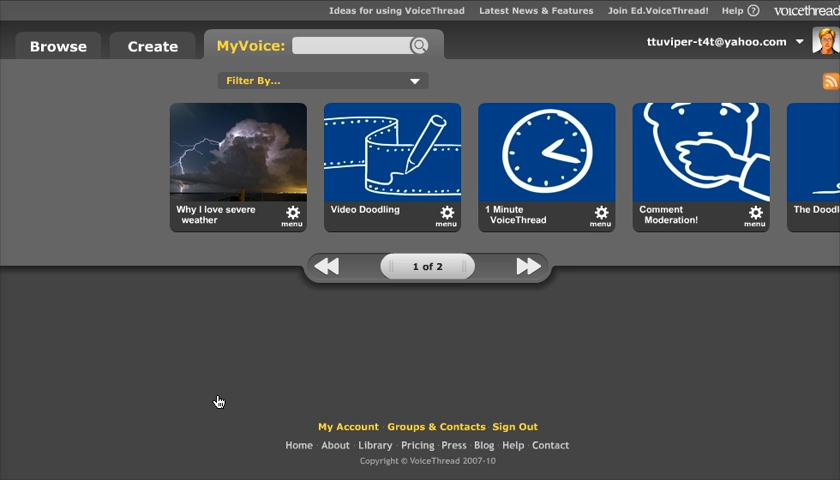 Ideas for using VoiceThread Latest News & Features Join Ed.VoiceThread! Help ? voicethread
Browse Create MyVoice: ttuviper-t4t@yahoo.com
Filter By...
Why I love severe weather menu
Video Doodling menu
1 Minute VoiceThread menu
Comment Moderation! menu
The Doodl
1 of 2
My Account · Groups & Contacts · Sign Out
Home · About · Library · Pricing · Press · Blog · Help · Contact
Copyright © VoiceThread 2007-10